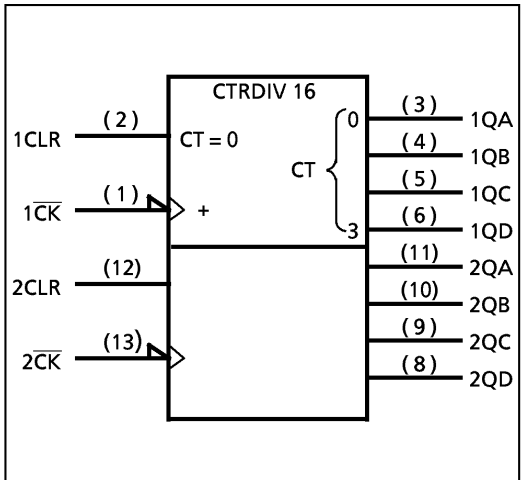 CTRDIV 16
1CLR (2) CT = 0
1C̅K̅ (1) +
2CLR (12)
2C̅K̅ (13)
CT
0 (3) 1QA
(4) 1QB
(5) 1QC
3 (6) 1QD
(11) 2QA
(10) 2QB
(9) 2QC
(8) 2QD